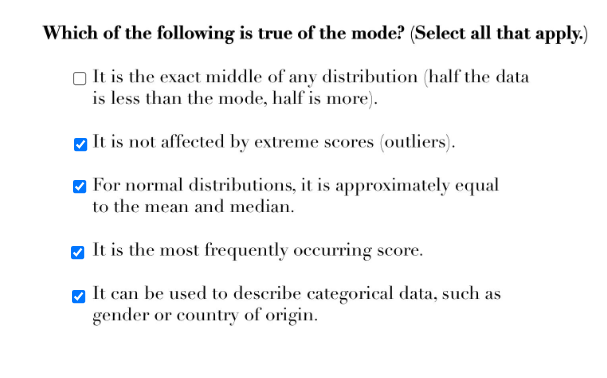 Which of the following is true of the mode? (Select all that apply.)
It is the exact middle of any distribution (half the data
is less than the mode, half is more).
It is not affected by extreme scores (outliers).
For normal distributions, it is approximately equal
to the mean and median.
It is the most frequently occurring score.
It can be used to describe categorical data, such as
gender or country of origin.